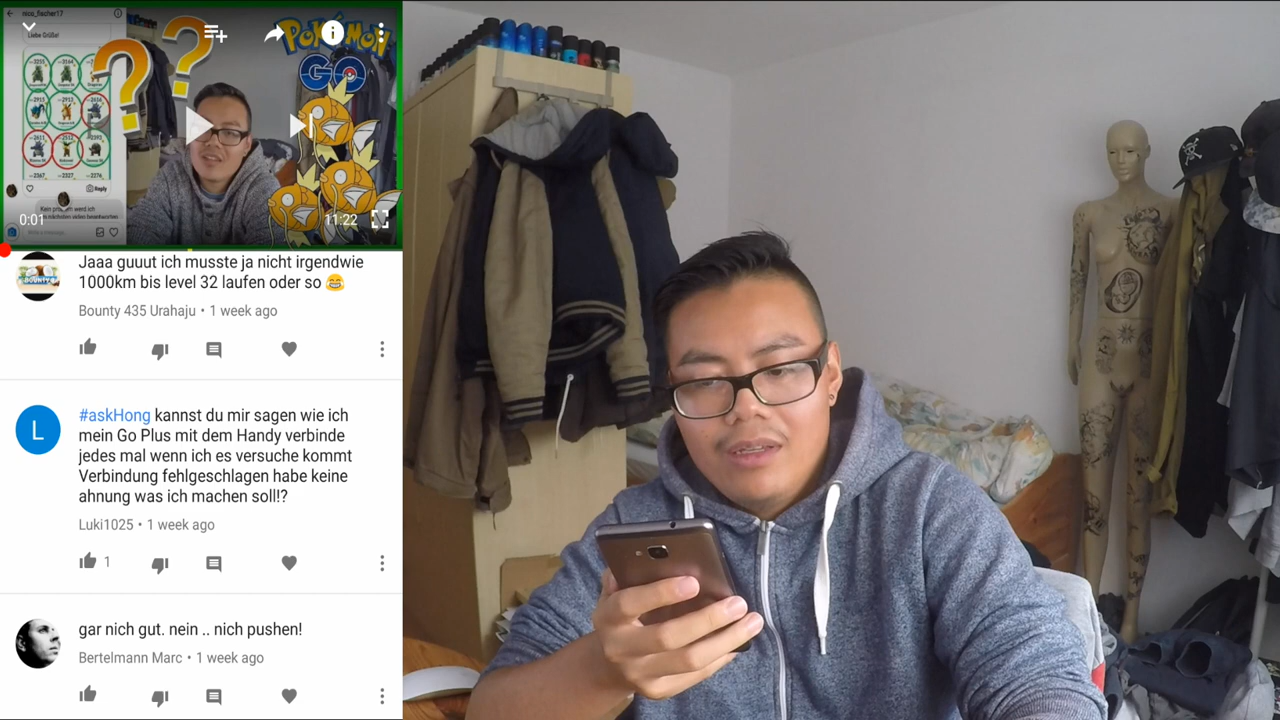 nico_fischer17
Liebe Grüße!
POKÉMON
GO
Reply
0:01
11:22
Jaaa guuut ich musste ja nicht irgendwie
1000km bis level 32 laufen oder so 😂
Bounty 435 Urahaju • 1 week ago
#askHong kannst du mir sagen wie ich
mein Go Plus mit dem Handy verbinde
jedes mal wenn ich es versuche kommt
Verbindung fehlgeschlagen habe keine
ahnung was ich machen soll!?
L
Luki1025 • 1 week ago
1
gar nich gut. nein .. nich pushen!
Bertelmann Marc • 1 week ago